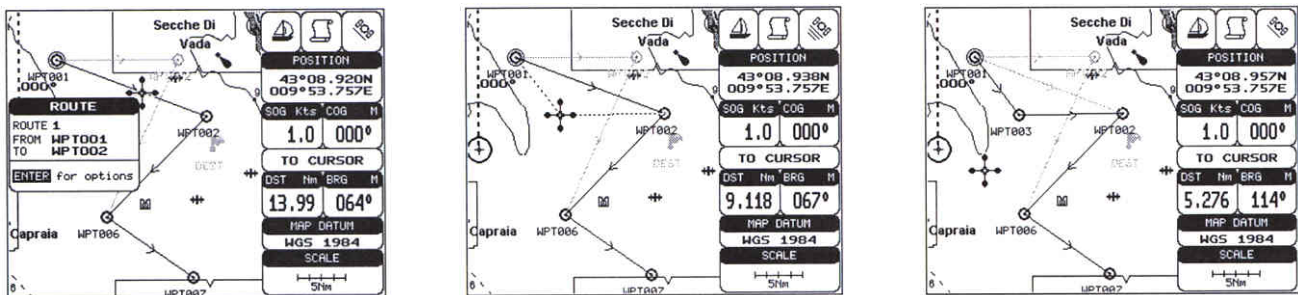 Secche Di
Vada
POSITION
43°08.920N
009°53.757E
WPT001
000°
SOG Kts COG M
1.0 000°
ROUTE
ROUTE 1
FROM WPT001
TO WPT002
ENTER for options
WPT002
DEST
TO CURSOR
DST Nm BRG M
13.99 064°
MAP DATUM
WGS 1984
WPT006
Capraia
SCALE
5Nm
6
WPT007
Secche Di
Vada
POSITION
43°08.938N
009°53.757E
WPT001
000°
SOG Kts COG M
1.0 000°
WPT002
DEST
TO CURSOR
DST Nm BRG M
9.118 067°
MAP DATUM
WGS 1984
WPT006
Capraia
SCALE
5Nm
6
WPT007
Secche Di
Vada
POSITION
43°08.957N
009°53.757E
WPT001
000°
SOG Kts COG M
1.0 000°
WPT003
WPT002
DEST
TO CURSOR
DST Nm BRG M
5.276 114°
MAP DATUM
WGS 1984
WPT006
Capraia
SCALE
5Nm
6
WPT007